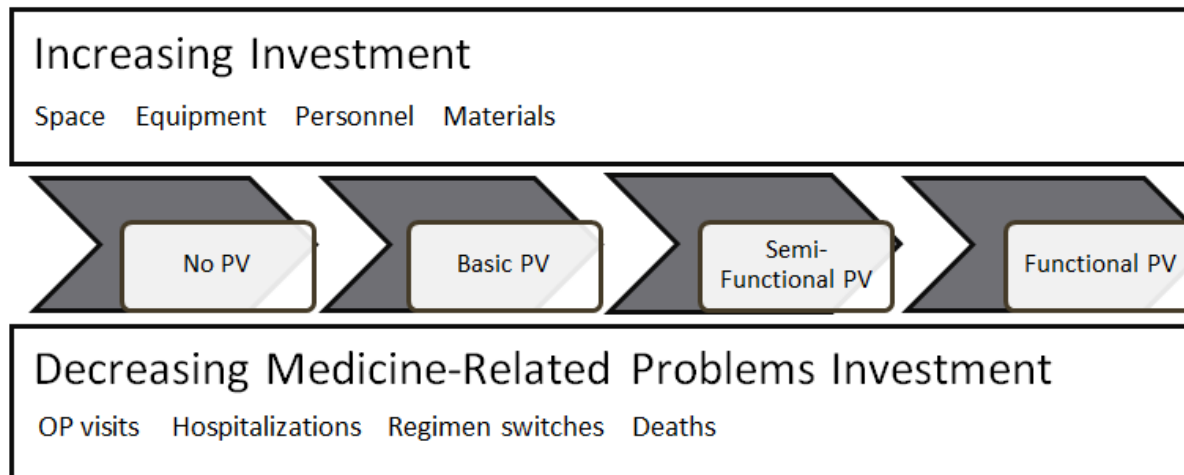 Increasing Investment
Space Equipment Personnel Materials
No PV
Basic PV
Semi-
Functional PV
Functional PV
Decreasing Medicine-Related Problems Investment
OP visits Hospitalizations Regimen switches Deaths